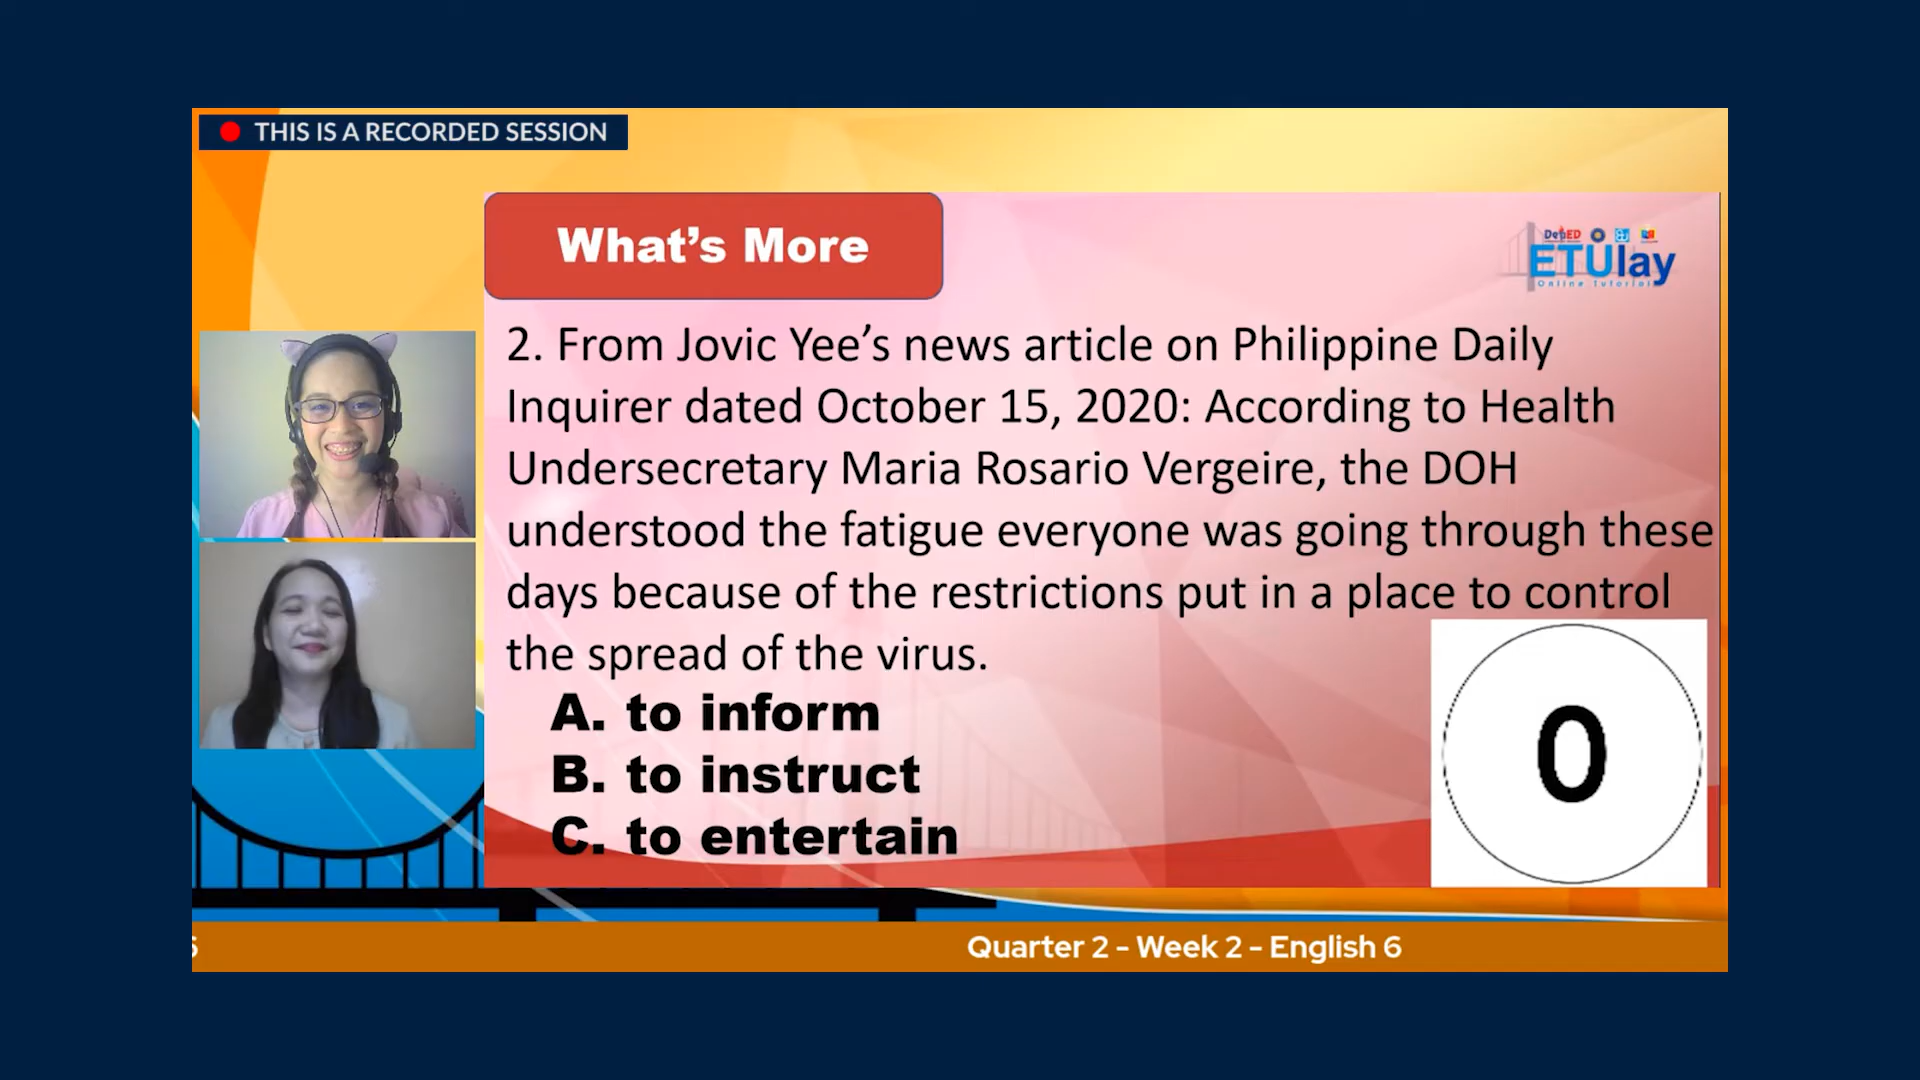 THIS IS A RECORDED SESSION
What's More
DepED
ETUlay
Online Tutorial
2. From Jovic Yee's news article on Philippine Daily
Inquirer dated October 15, 2020: According to Health
Undersecretary Maria Rosario Vergeire, the DOH
understood the fatigue everyone was going through these
days because of the restrictions put in a place to control
the spread of the virus.
A. to inform
B. to instruct
C. to entertain
0
6
Quarter 2 - Week 2 - English 6